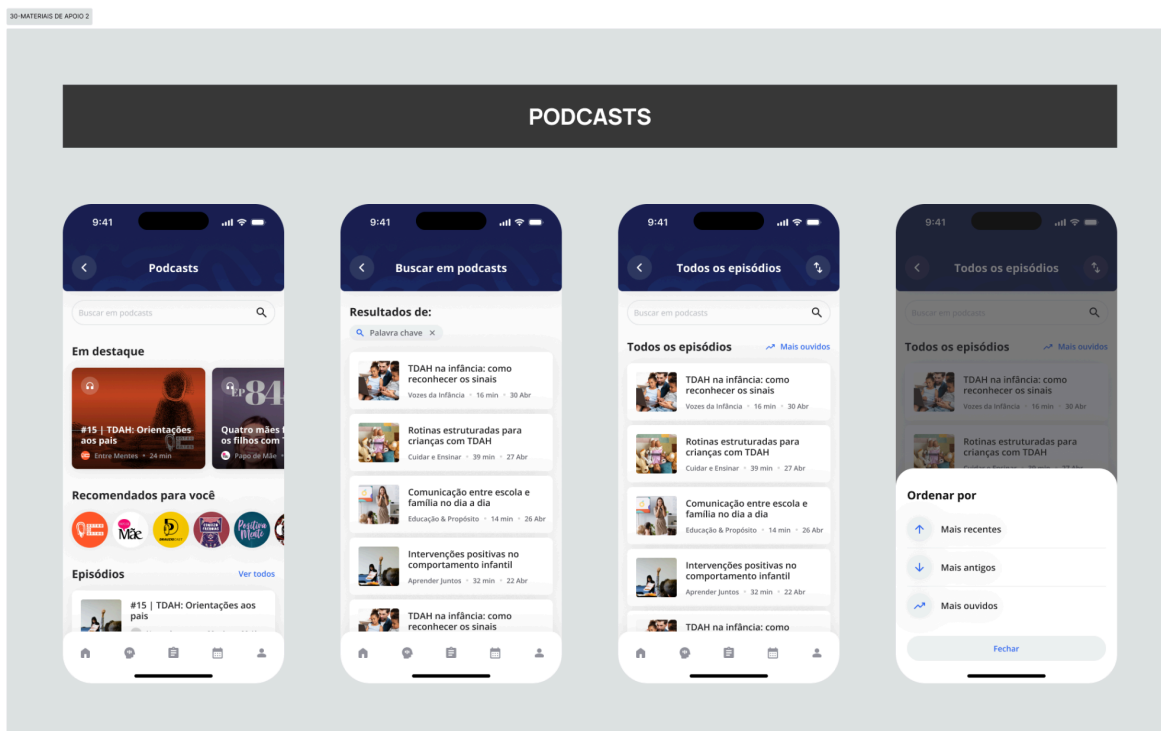 30-MATERIAIS DE APOIO 2
PODCASTS
9:41
Podcasts
Buscar em podcasts
Em destaque
#15 | TDAH: Orientações
aos pais
Entre Mentes • 24 min
EP 84
Quatro mães
os filhos com
Papo de Mãe •
Recomendados para você
Mãe
Positiva
Mente
Episódios
Ver todos
#15 | TDAH: Orientações aos
pais
9:41
Buscar em podcasts
Resultados de:
Palavra chave ×
TDAH na infância: como
reconhecer os sinais
Vozes da Infância • 16 min • 30 Abr
Rotinas estruturadas para
crianças com TDAH
Cuidar e Ensinar • 39 min • 27 Abr
Comunicação entre escola e
família no dia a dia
Educação & Propósito • 14 min • 26 Abr
Intervenções positivas no
comportamento infantil
Aprender Juntos • 32 min • 22 Abr
TDAH na infância: como
reconhecer os sinais
9:41
Todos os episódios
Buscar em podcasts
Todos os episódios
Mais ouvidos
TDAH na infância: como
reconhecer os sinais
Vozes da Infância • 16 min • 30 Abr
Rotinas estruturadas para
crianças com TDAH
Cuidar e Ensinar • 39 min • 27 Abr
Comunicação entre escola e
família no dia a dia
Educação & Propósito • 14 min • 26 Abr
Intervenções positivas no
comportamento infantil
Aprender Juntos • 32 min • 22 Abr
TDAH na infância: como
9:41
Todos os episódios
Buscar em podcasts
Todos os episódios
Mais ouvidos
TDAH na infância: como
reconhecer os sinais
Vozes da Infância • 16 min • 30 Abr
Rotinas estruturadas para
crianças com TDAH
Ordenar por
Mais recentes
Mais antigos
Mais ouvidos
Fechar